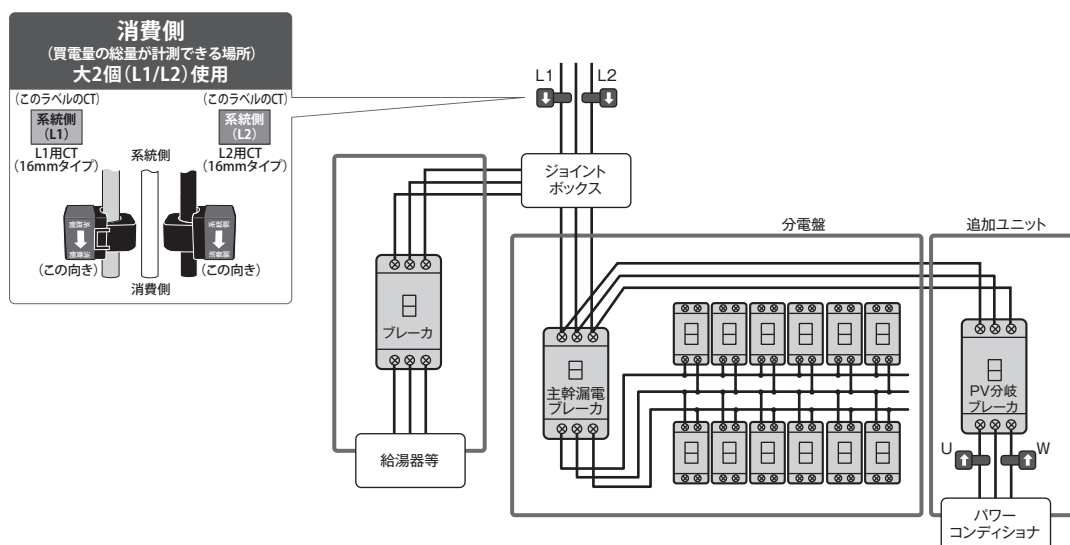 消費側
(買電量の総量が計測できる場所)
大2個(L1/L2)使用
(このラベルのCT)
系統側
(L1)
L1用CT
(16mmタイプ)
(このラベルのCT)
系統側
(L2)
L2用CT
(16mmタイプ)
系統側
(この向き)
(この向き)
消費側
L1
L2
ジョイント
ボックス
ブレーカ
給湯器等
分電盤
主幹漏電
ブレーカ
追加ユニット
PV分岐
ブレーカ
U
W
パワー
コンディショナ